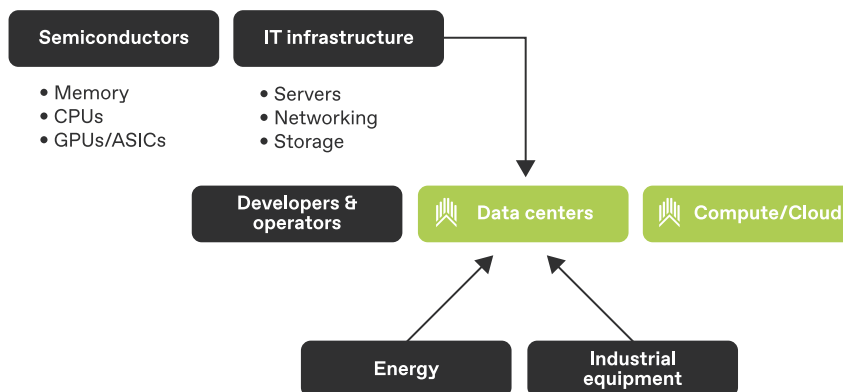 Semiconductors
IT infrastructure
• Memory
• CPUs
• GPUs/ASICs
• Servers
• Networking
• Storage
Developers &
operators
Data centers
Compute/Cloud
Energy
Industrial
equipment